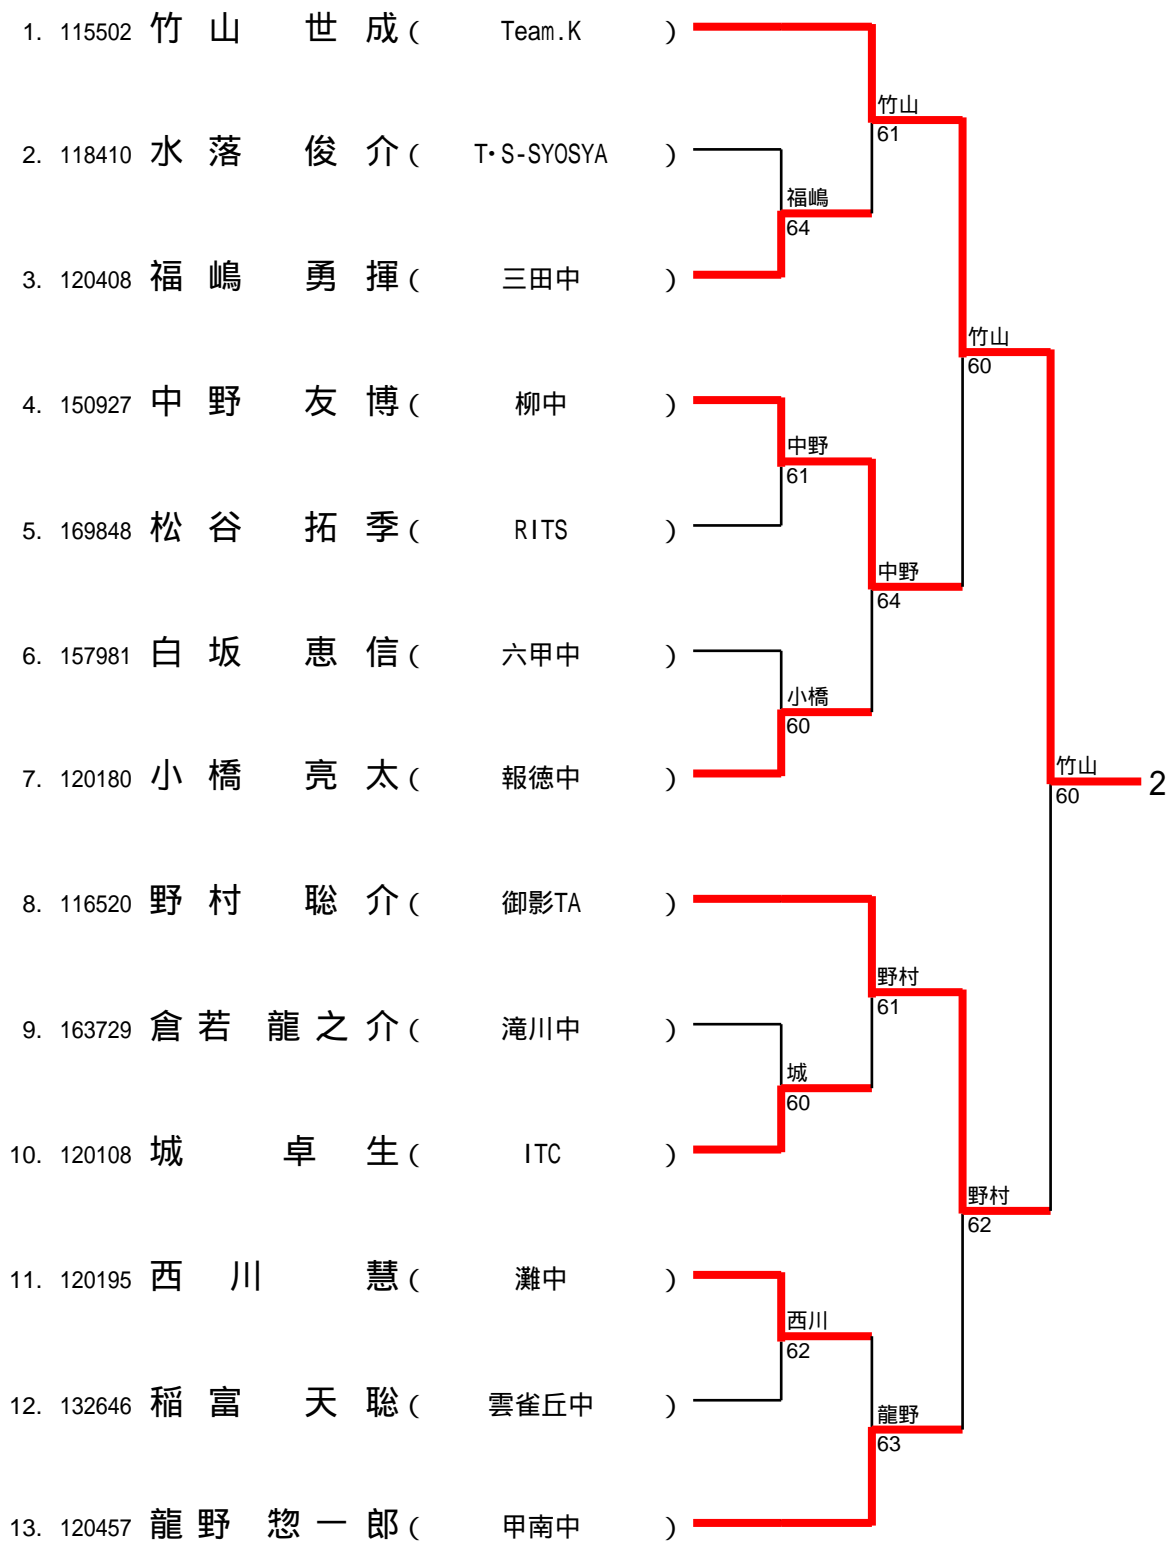 1. 115502 竹山 世成 ( Team.K )
竹山
61
2. 118410 水落 俊介 ( T・S-SYOSYA )
福嶋
64
3. 120408 福嶋 勇揮 ( 三田中 )
竹山
60
4. 150927 中野 友博 ( 柳中 )
中野
61
5. 169848 松谷 拓季 ( RITS )
中野
64
6. 157981 白坂 恵信 ( 六甲中 )
小橋
60
7. 120180 小橋 亮太 ( 報徳中 )
竹山
60
2
8. 116520 野村 聡介 ( 御影TA )
野村
61
9. 163729 倉若 龍之介 ( 滝川中 )
城
60
10. 120108 城 卓生 ( ITC )
野村
62
11. 120195 西川 慧 ( 灘中 )
西川
62
12. 132646 稲富 天聡 ( 雲雀丘中 )
龍野
63
13. 120457 龍野 惣一郎 ( 甲南中 )